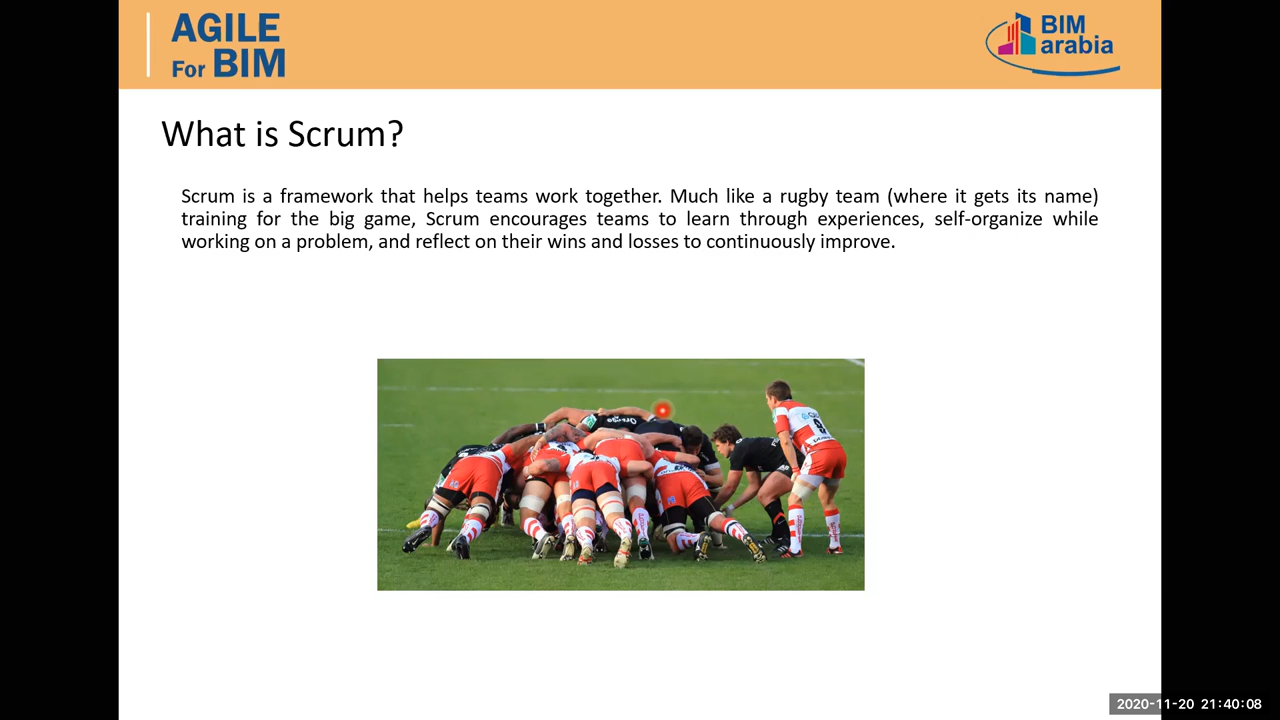 AGILE
For BIM
BIM
arabia
What is Scrum?
Scrum is a framework that helps teams work together. Much like a rugby team (where it gets its name)
training for the big game, Scrum encourages teams to learn through experiences, self-organize while
working on a problem, and reflect on their wins and losses to continuously improve.
2020-11-20 21:40:08